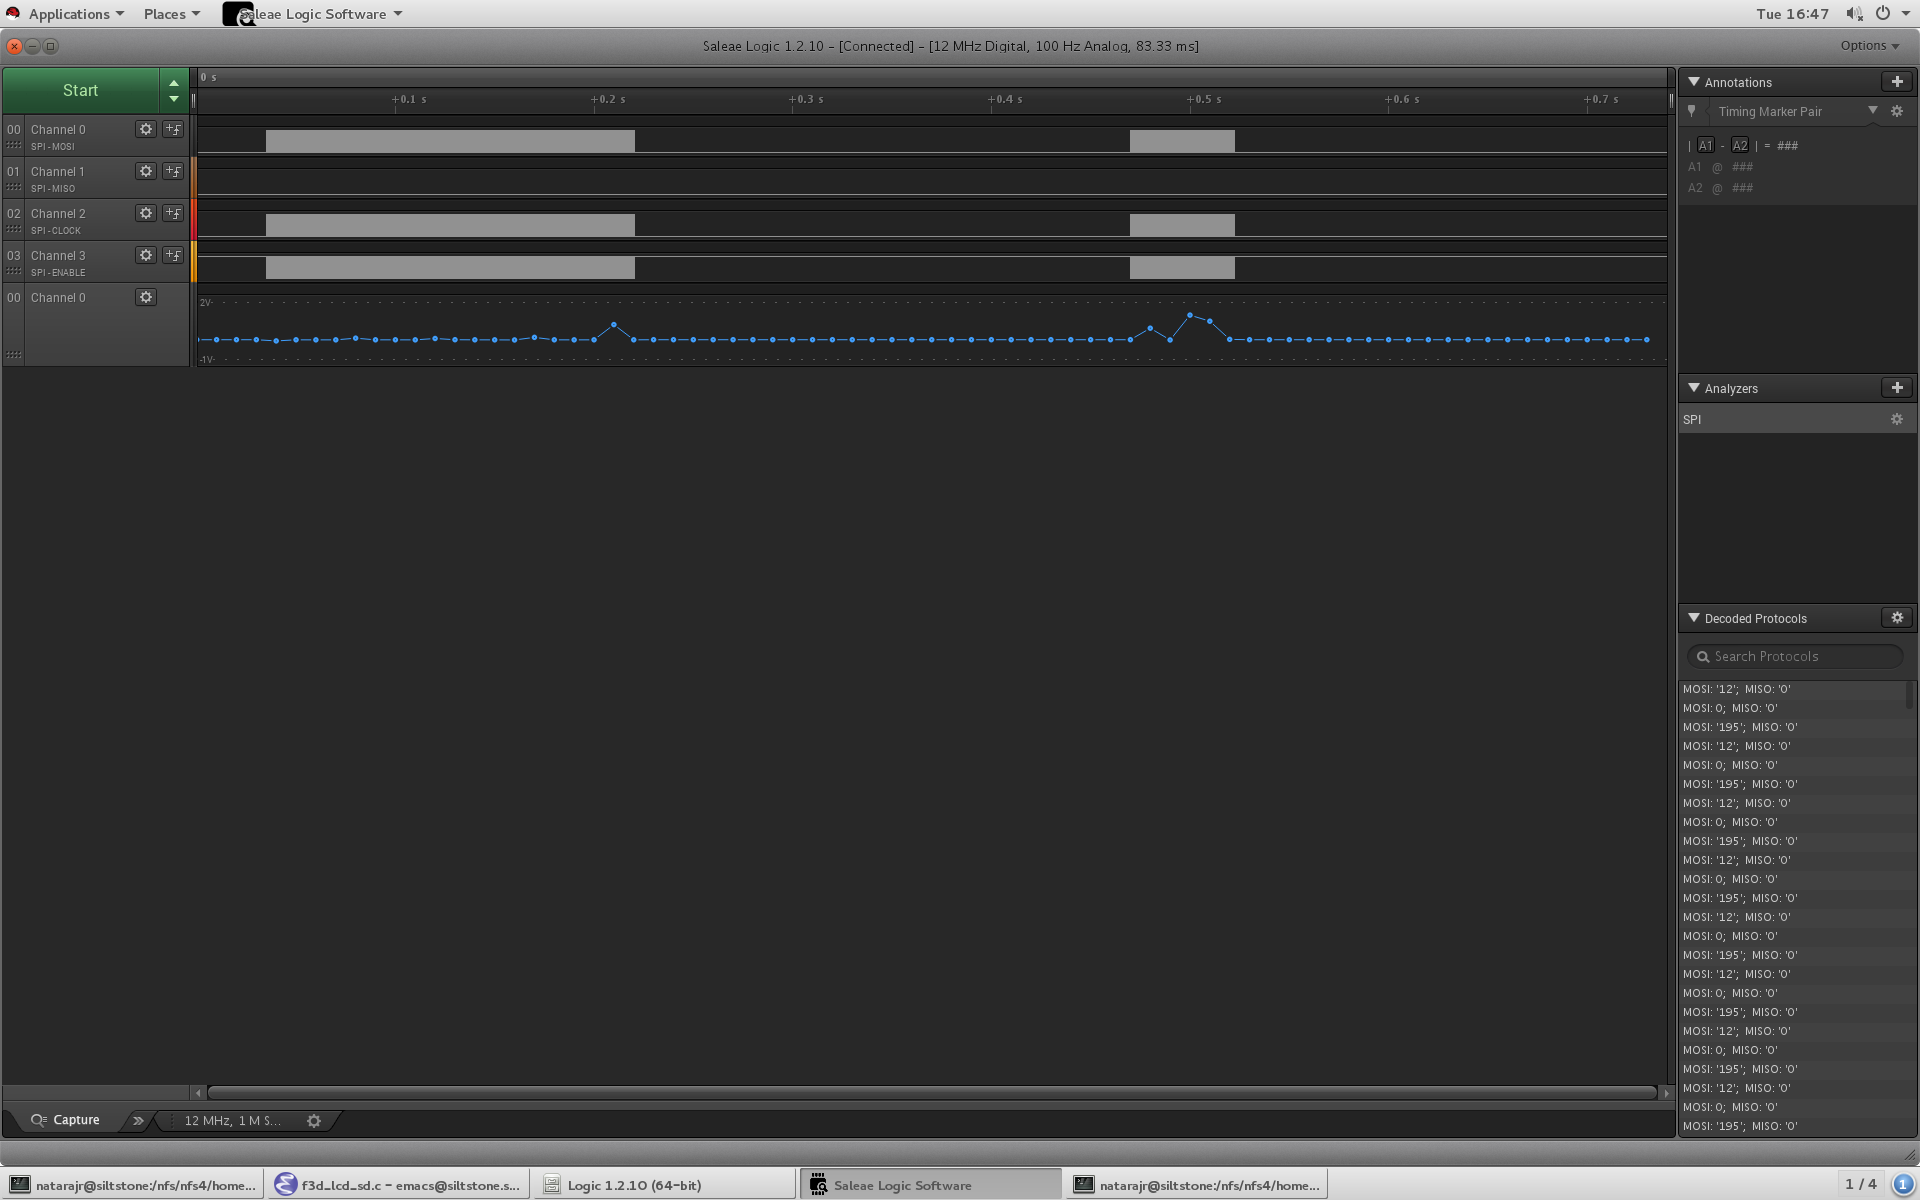 Applications Places Saleae Logic Software Tue 16:47
Saleae Logic 1.2.10 - [Connected] - [12 MHz Digital, 100 Hz Analog, 83.33 ms] Options
Start
0 s
+0.1 s +0.2 s +0.3 s +0.4 s +0.5 s +0.6 s +0.7 s
00 Channel 0
SPI - MOSI
01 Channel 1
SPI - MISO
02 Channel 2
SPI - CLOCK
03 Channel 3
SPI - ENABLE
00 Channel 0
2V
-1V
Annotations
Timing Marker Pair
| A1 - A2 | = ###
A1 @ ###
A2 @ ###
Analyzers
SPI
Decoded Protocols
Search Protocols
MOSI: '12'; MISO: '0'
MOSI: 0; MISO: '0'
MOSI: '195'; MISO: '0'
MOSI: '12'; MISO: '0'
MOSI: 0; MISO: '0'
MOSI: '195'; MISO: '0'
MOSI: '12'; MISO: '0'
MOSI: 0; MISO: '0'
MOSI: '195'; MISO: '0'
MOSI: '12'; MISO: '0'
MOSI: 0; MISO: '0'
MOSI: '195'; MISO: '0'
MOSI: '12'; MISO: '0'
MOSI: 0; MISO: '0'
MOSI: '195'; MISO: '0'
MOSI: '12'; MISO: '0'
MOSI: 0; MISO: '0'
MOSI: '195'; MISO: '0'
MOSI: '12'; MISO: '0'
MOSI: 0; MISO: '0'
MOSI: '195'; MISO: '0'
MOSI: '12'; MISO: '0'
MOSI: 0; MISO: '0'
MOSI: '195'; MISO: '0'
Capture 12 MHz, 1 M S...
natarajr@siltstone:/nfs/nfs4/home... f3d_lcd_sd.c - emacs@siltstone.s... Logic 1.2.10 (64-bit) Saleae Logic Software natarajr@siltstone:/nfs/nfs4/home... 1 / 4 1